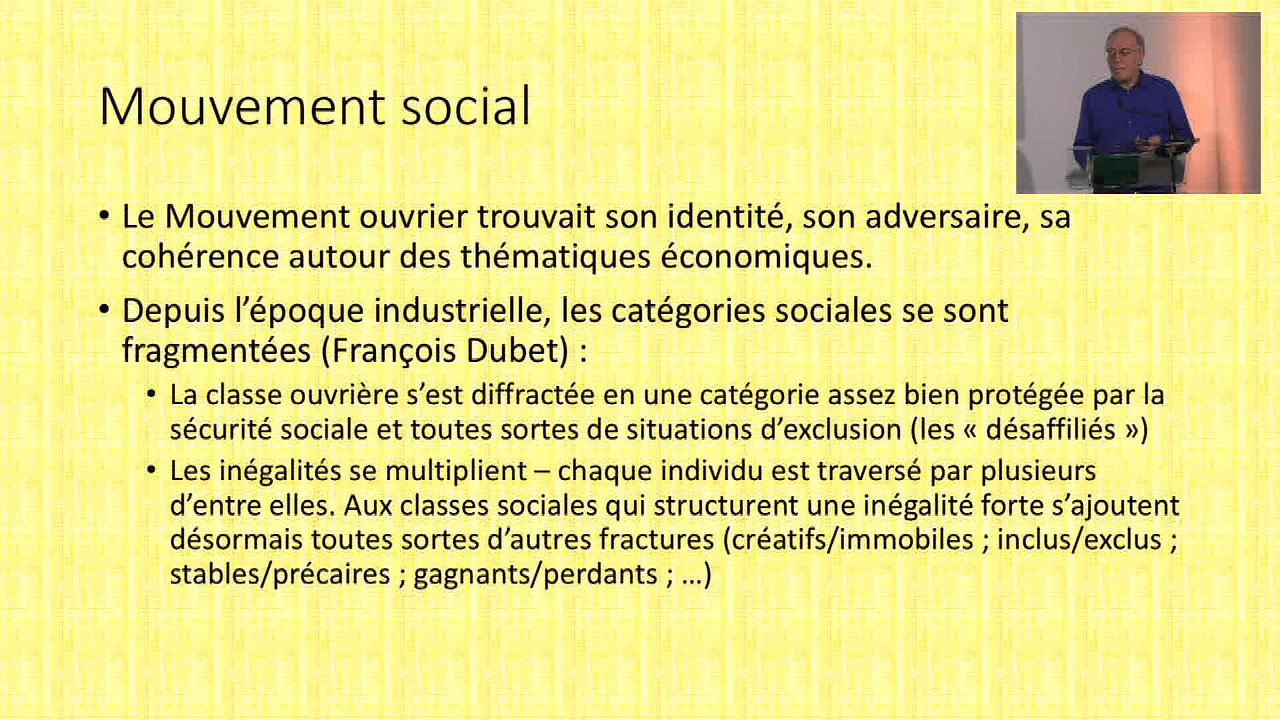 Mouvement social
• Le Mouvement ouvrier trouvait son identité, son adversaire, sa
cohérence autour des thématiques économiques.
• Depuis l’époque industrielle, les catégories sociales se sont
fragmentées (François Dubet) :
• La classe ouvrière s’est diffractée en une catégorie assez bien protégée par la
sécurité sociale et toutes sortes de situations d’exclusion (les « désaffiliés »)
• Les inégalités se multiplient – chaque individu est traversé par plusieurs
d’entre elles. Aux classes sociales qui structurent une inégalité forte s’ajoutent
désormais toutes sortes d’autres fractures (créatifs/immobiles ; inclus/exclus ;
stables/précaires ; gagnants/perdants ; …)